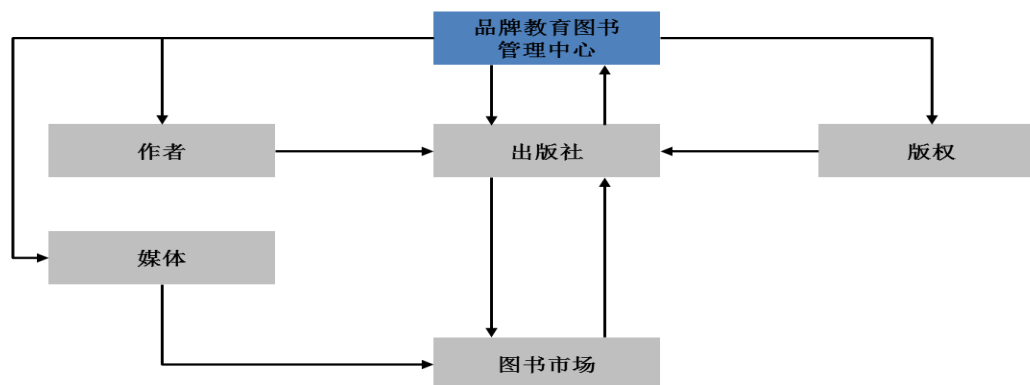 品牌教育图书
管理中心
作者
出版社
版权
媒体
图书市场